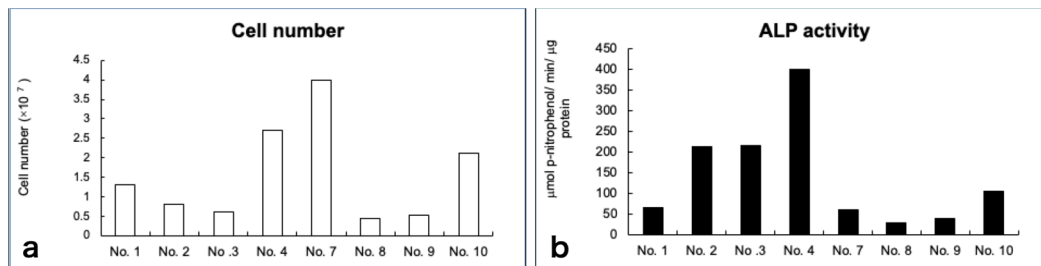 Cell number
Cell number (×10 7 )
4.5
4
3.5
3
2.5
2
1.5
1
0.5
0
No. 1 No. 2 No .3 No. 4 No. 7 No. 8 No. 9 No. 10
a
ALP activity
μmol p-nitrophenol/ min/ μg
protein
450
400
350
300
250
200
150
100
50
0
No. 1 No. 2 No .3 No. 4 No. 7 No. 8 No. 9 No. 10
b